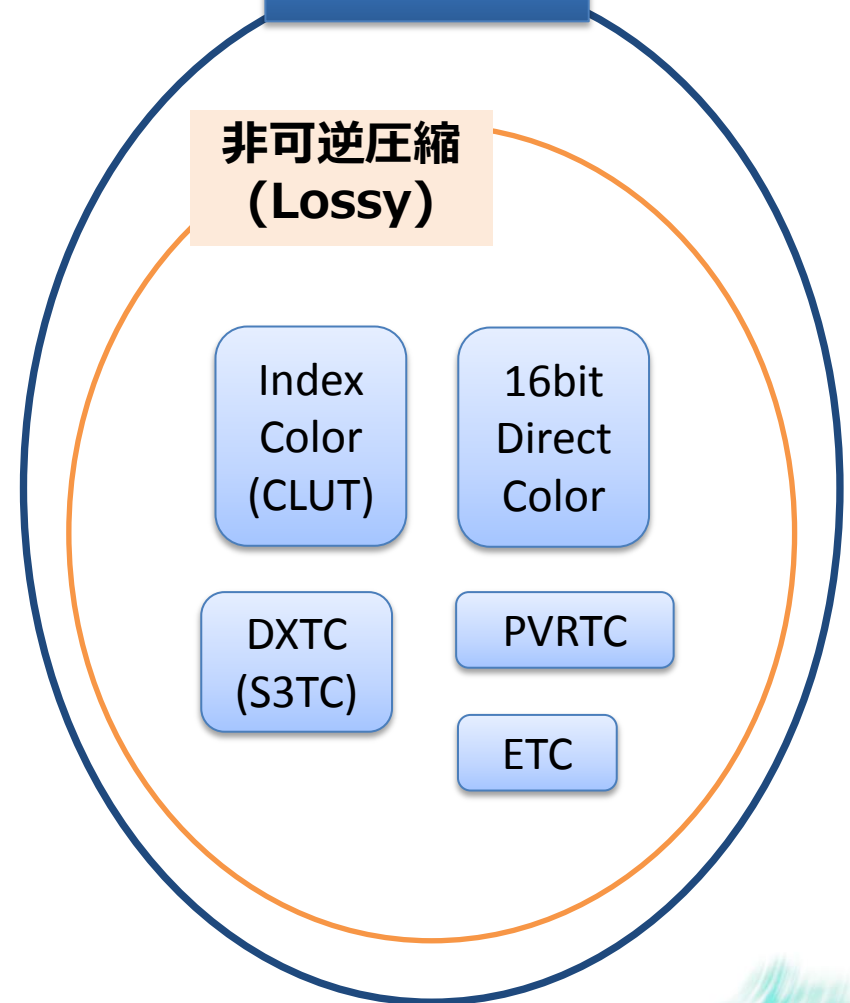 非可逆圧縮
(Lossy)
Index
Color
(CLUT)
16bit
Direct
Color
DXTC
(S3TC)
PVRTC
ETC